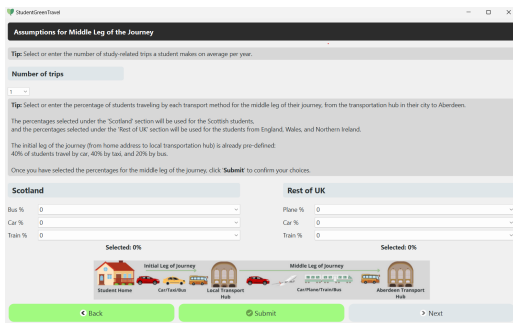 StudentGreenTravel
Assumptions for Middle Leg of the Journey
Tip: Select or enter the number of study-related trips a student makes on average per year.
Number of trips
1
Tip: Select or enter the percentage of students traveling by each transport method for the middle leg of their journey, from the transportation hub in their city to Aberdeen.
The percentages selected under the 'Scotland' section will be used for the Scottish students,
and the percentages selected under the 'Rest of UK' section will be used for the students from England, Wales, and Northern Ireland.
The initial leg of the journey (from home address to local transportation hub) is already pre-defined:
40% of students travel by car, 40% by taxi, and 20% by bus.
Once you have selected the percentages for the middle leg of the journey, click 'Submit' to confirm your choices.
Scotland
Bus % 0
Car % 0
Train % 0
Selected: 0%
Rest of UK
Plane % 0
Car % 0
Train % 0
Selected: 0%
Initial Leg of Journey
Middle Leg of Journey
Student Home
Car/Taxi/Bus
Local Transport
Hub
Car/Plane/Train/Bus
Aberdeen Transport
Hub
Back
Submit
Next